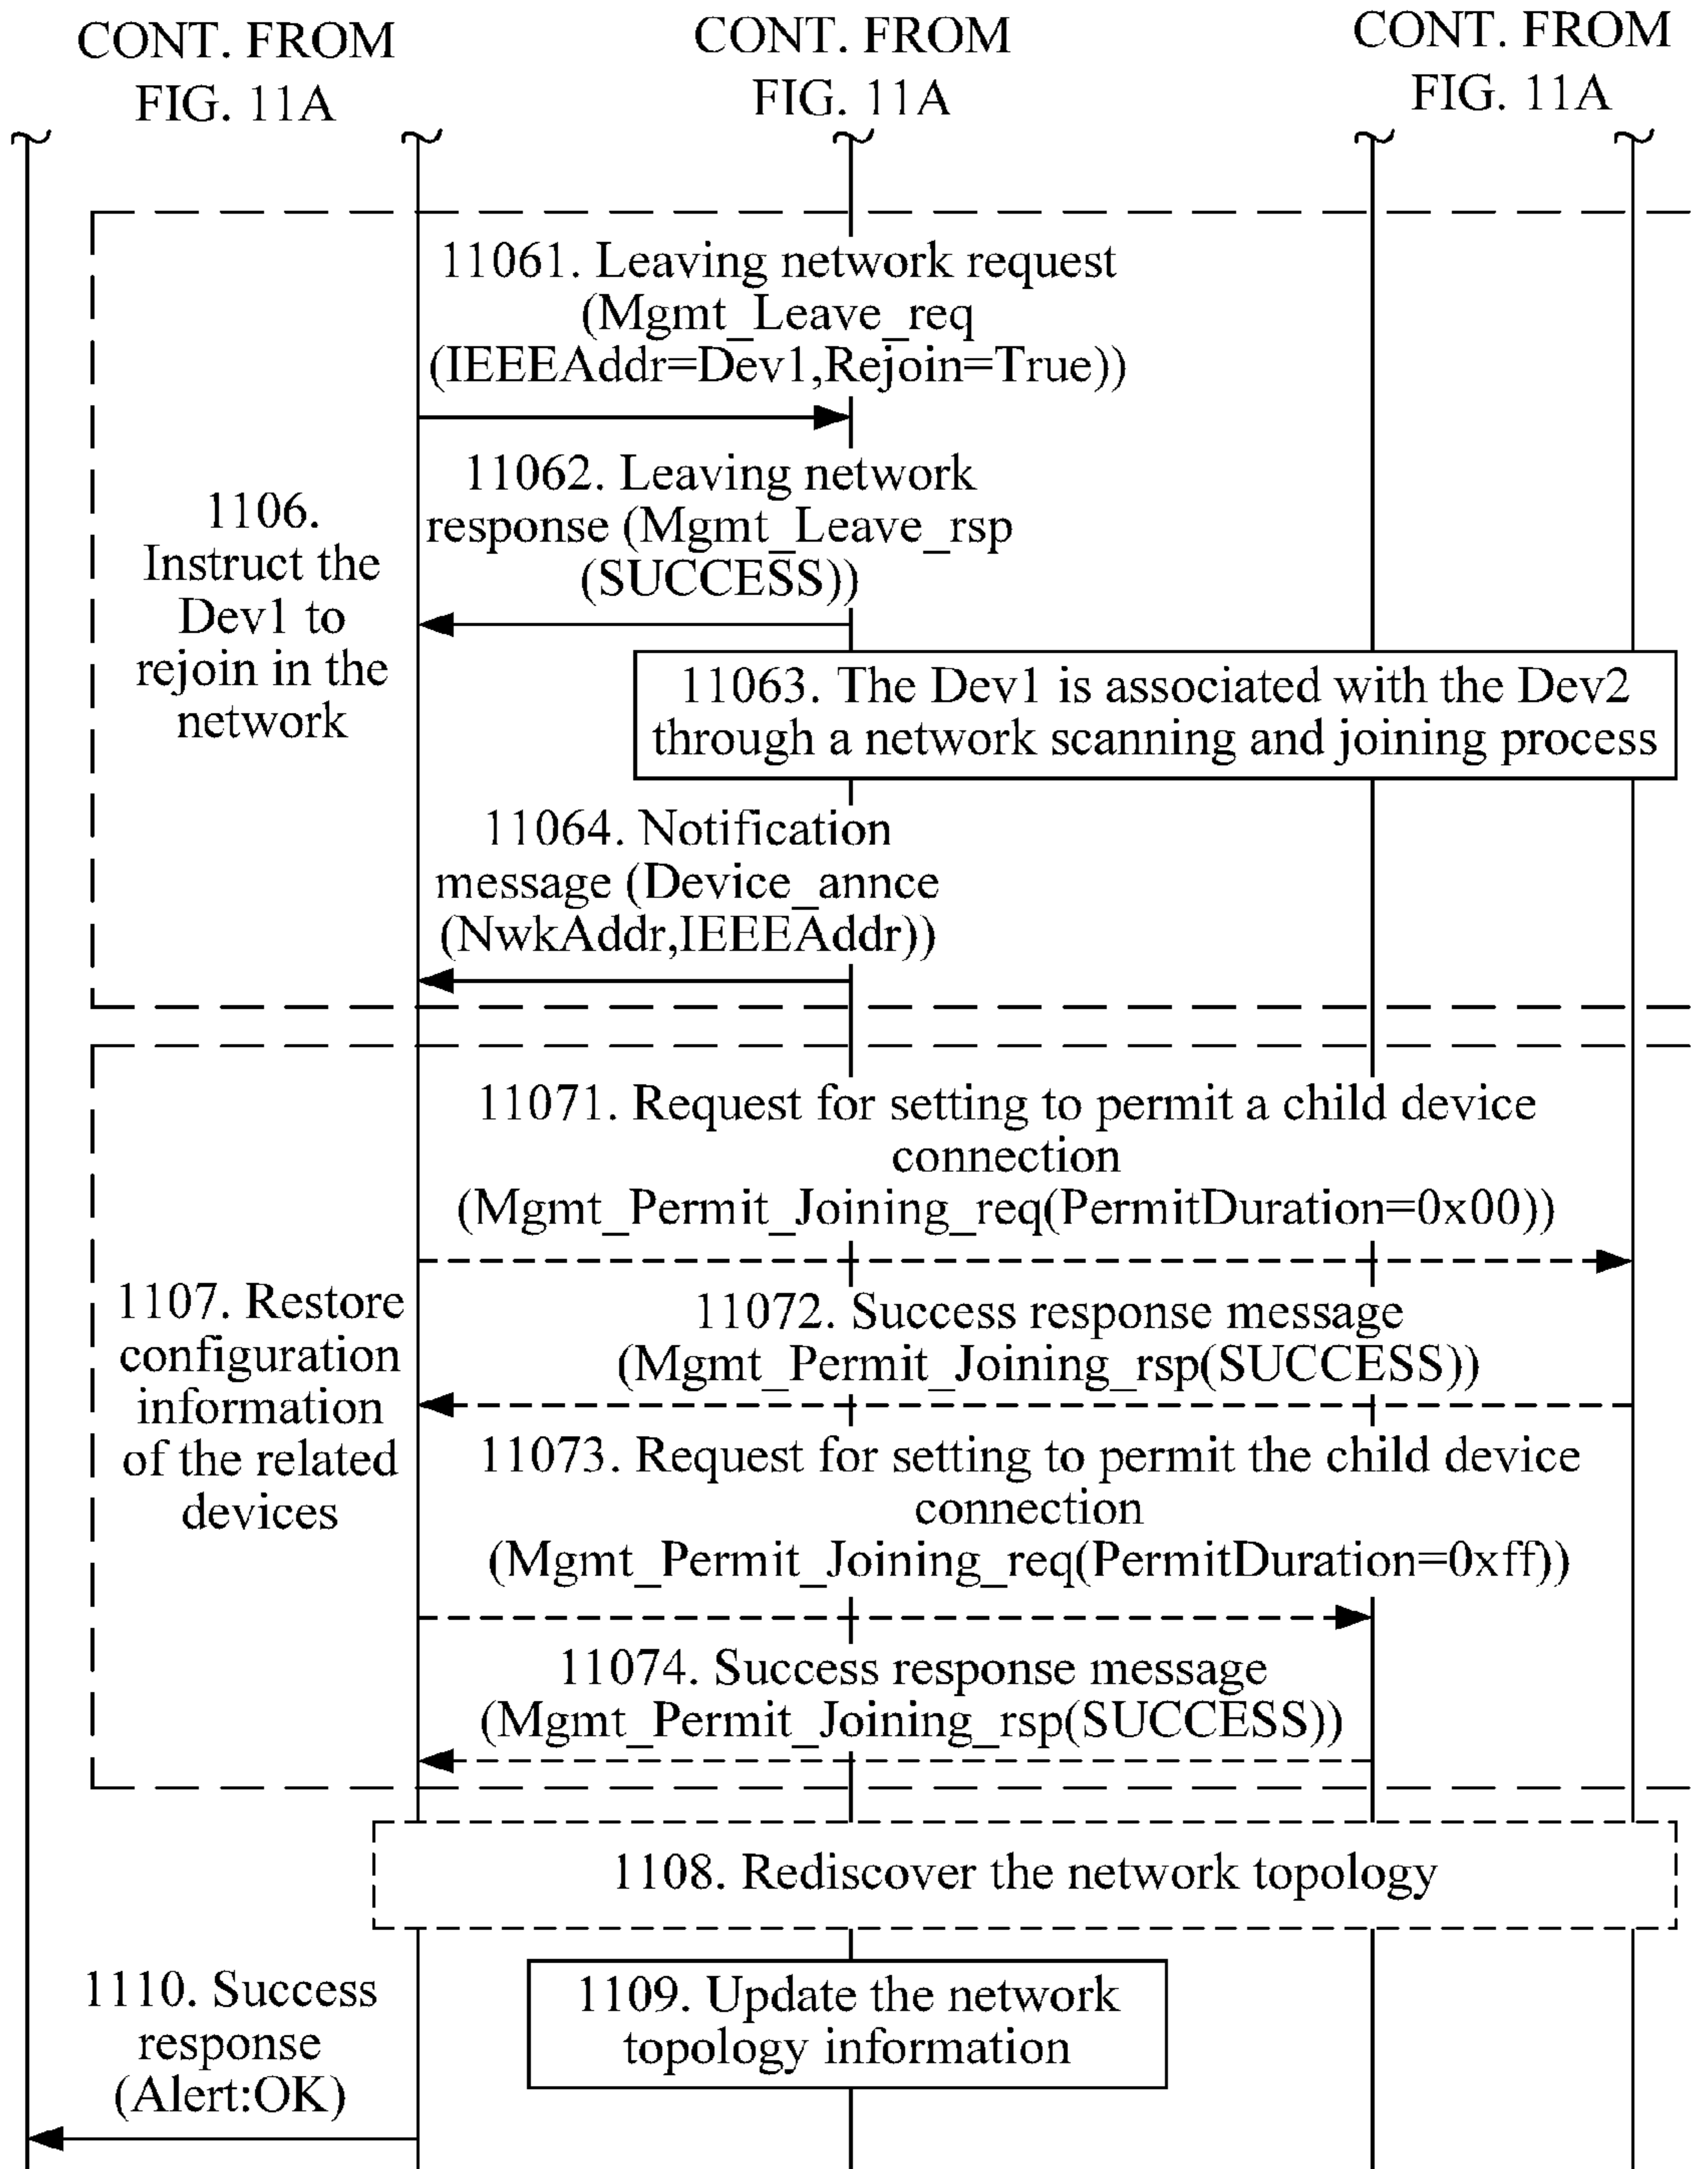 CONT. FROM
FIG. 11A
CONT. FROM
FIG. 11A
CONT. FROM
FIG. 11A
11061. Leaving network request
(Mgmt_Leave_req
(IEEEAddr=Dev1,Rejoin=True))
11062. Leaving network
response (Mgmt_Leave_rsp
(SUCCESS))
1106.
Instruct the
Dev1 to
rejoin in the
network
11063. The Dev1 is associated with the Dev2
through a network scanning and joining process
11064. Notification
message (Device_annce
(NwkAddr,IEEEAddr))
11071. Request for setting to permit a child device
connection
(Mgmt_Permit_Joining_req(PermitDuration=0x00))
1107. Restore
configuration
information
of the related
devices
11072. Success response message
(Mgmt_Permit_Joining_rsp(SUCCESS))
11073. Request for setting to permit the child device
connection
(Mgmt_Permit_Joining_req(PermitDuration=0xff))
11074. Success response message
(Mgmt_Permit_Joining_rsp(SUCCESS))
1108. Rediscover the network topology
1109. Update the network
topology information
1110. Success
response
(Alert:OK)